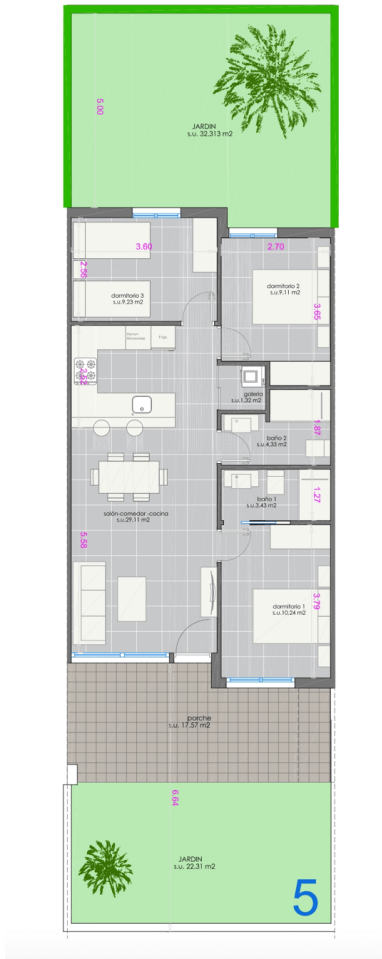 5.00
JARDIN
s.u. 32,313 m2
3.60
2.70
2.56
dormitorio 3
s.u.9,23 m2
dormitorio 2
s.u.9,11 m2
3.65
Frigo
galeria
s.u.1,32 m2
1.87
baño 2
s.u.4,33 m2
baño 1
s.u.3,43 m2
1.27
salón-comedor -cocina
s.u.29,11 m2
5.58
dormitorio 1
s.u.10,24 m2
3.79
porche
s.u. 17,57 m2
6.64
JARDIN
s.u. 22,31 m2
5